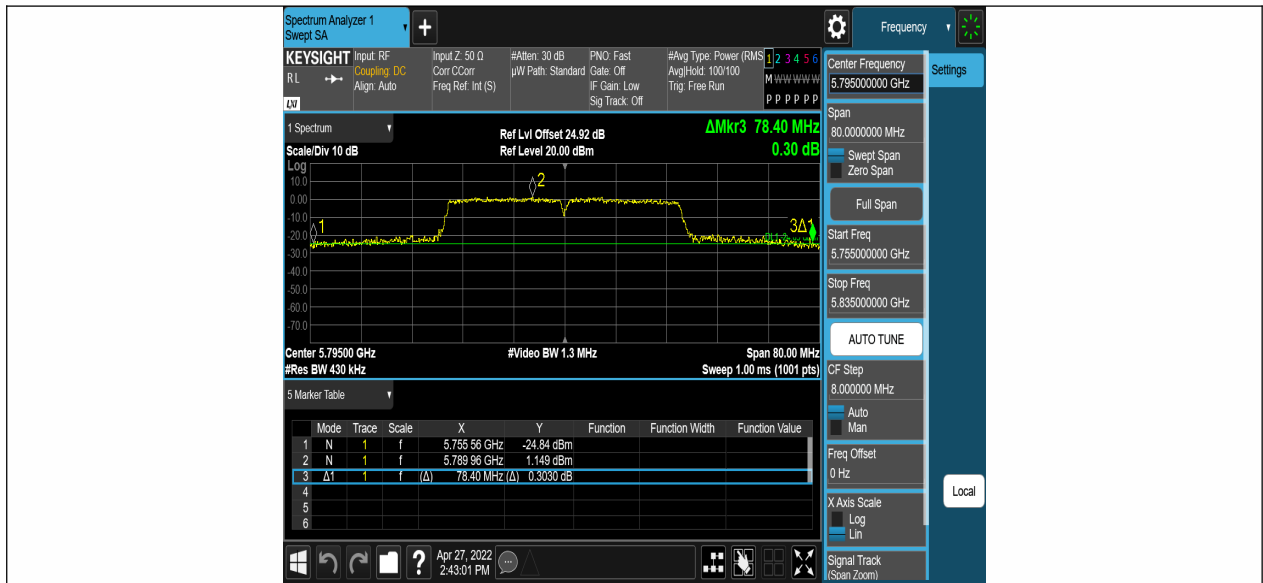 Spectrum Analyzer 1
Swept SA
+
Frequency
KEYSIGHT
RL
LXI
Input: RF
Coupling: DC
Align: Auto
Input Z: 50 Ω
Corr CCorr
Freq Ref: Int (S)
#Atten: 30 dB
µW Path: Standard
PNO: Fast
Gate: Off
IF Gain: Low
Sig Track: Off
#Avg Type: Power (RMS
Avg|Hold: 100/100
Trig: Free Run
1 2 3 4 5 6
M W W W W W
P P P P P P
1 Spectrum
Scale/Div 10 dB
Ref Lvl Offset 24.92 dB
Ref Level 20.00 dBm
ΔMkr3 78.40 MHz
0.30 dB
Log
10.0
0.00
-10.0
-20.0
-30.0
-40.0
-50.0
-60.0
-70.0
1
2
3Δ1
Center 5.79500 GHz
#Video BW 1.3 MHz
Span 80.00 MHz
#Res BW 430 kHz
Sweep 1.00 ms (1001 pts)
5 Marker Table
Mode Trace Scale X Y Function Function Width Function Value
1 N 1 f 5.755 56 GHz -24.84 dBm
2 N 1 f 5.789 96 GHz 1.149 dBm
3 Δ1 1 f (Δ) 78.40 MHz (Δ) 0.3030 dB
4
5
6
?
Apr 27, 2022
2:43:01 PM
Center Frequency
5.795000000 GHz
Span
80.0000000 MHz
Swept Span
Zero Span
Full Span
Start Freq
5.755000000 GHz
Stop Freq
5.835000000 GHz
AUTO TUNE
CF Step
8.000000 MHz
Auto
Man
Freq Offset
0 Hz
X Axis Scale
Log
Lin
Signal Track
(Span Zoom)
Settings
Local